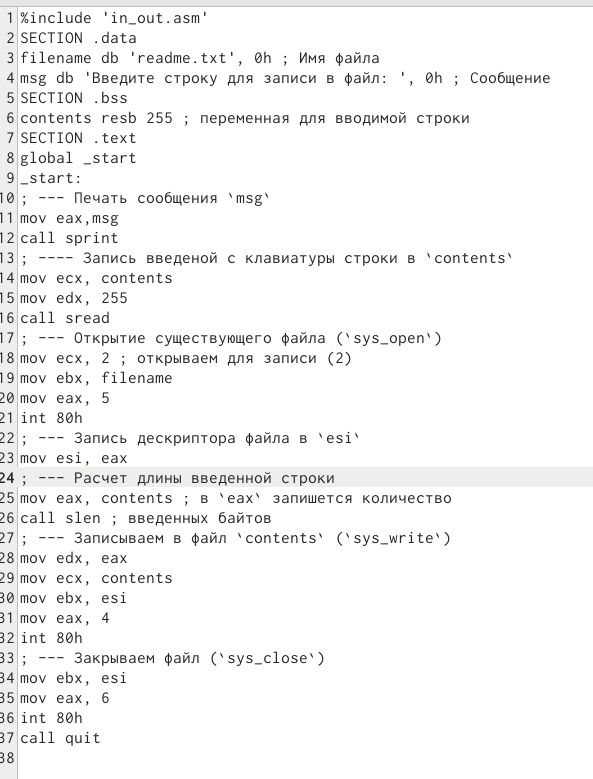 1 %include 'in_out.asm'
2 SECTION .data
3 filename db 'readme.txt', 0h ; Имя файла
4 msg db 'Введите строку для записи в файл: ', 0h ; Сообщение
5 SECTION .bss
6 contents resb 255 ; переменная для вводимой строки
7 SECTION .text
8 global _start
9 _start:
10 ; --- Печать сообщения `msg`
11 mov eax,msg
12 call sprint
13 ; ---- Запись введеной с клавиатуры строки в `contents`
14 mov ecx, contents
15 mov edx, 255
16 call sread
17 ; --- Открытие существующего файла (`sys_open`)
18 mov ecx, 2 ; открываем для записи (2)
19 mov ebx, filename
20 mov eax, 5
21 int 80h
22 ; --- Запись дескриптора файла в `esi`
23 mov esi, eax
24 ; --- Расчет длины введенной строки
25 mov eax, contents ; в `eax` запишется количество
26 call slen ; введенных байтов
27 ; --- Записываем в файл `contents` (`sys_write`)
28 mov edx, eax
29 mov ecx, contents
30 mov ebx, esi
31 mov eax, 4
32 int 80h
33 ; --- Закрываем файл (`sys_close`)
34 mov ebx, esi
35 mov eax, 6
36 int 80h
37 call quit
38